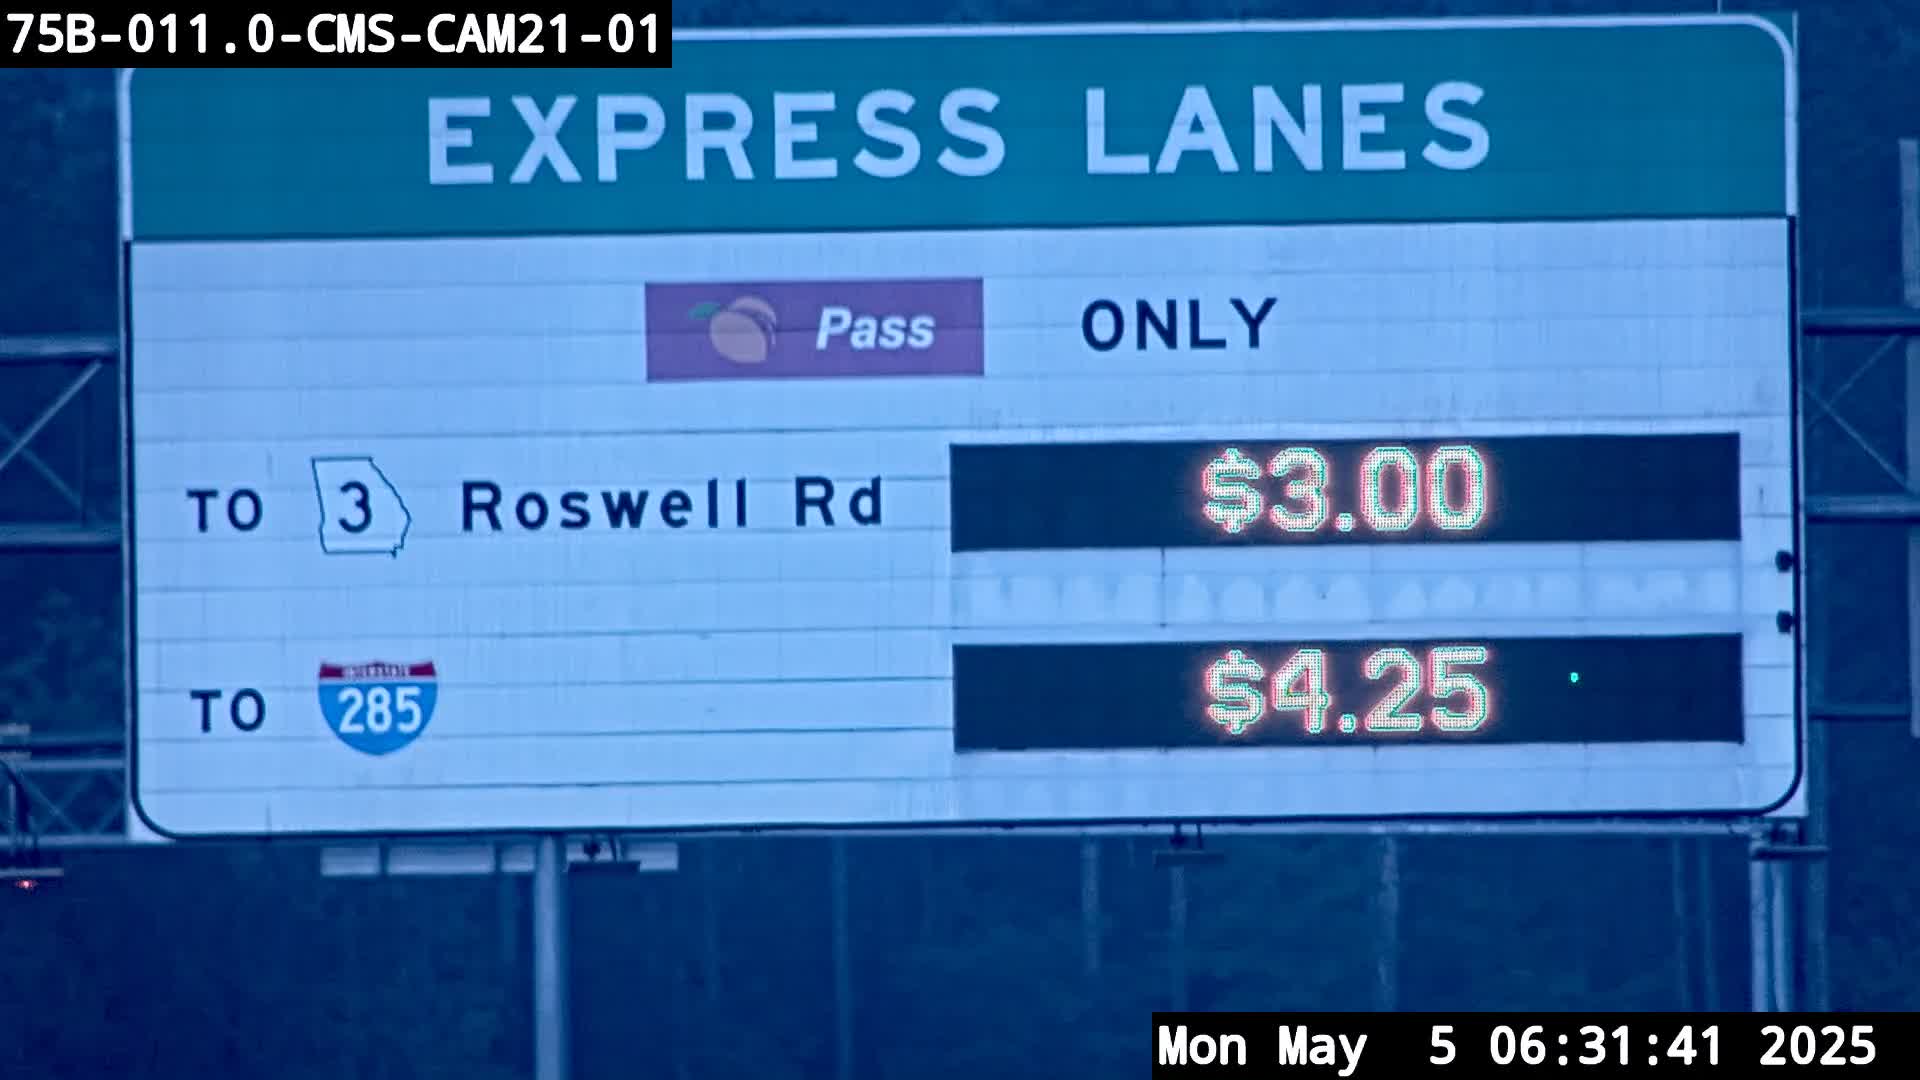 75B-011.0-CMS-CAM21-01
EXPRESS LANES
Pass ONLY
TO 3 Roswell Rd $3.00
INTERSTATE
TO 285 $4.25
Mon May 5 06:31:41 2025